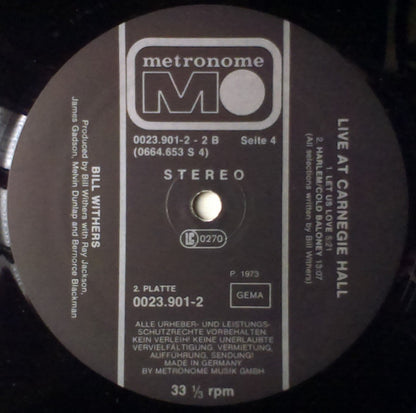 metronome
MO
0023.901-2 - 2 B Seite 4
(0664.653 S 4)
STEREO
LC 0270
P. 1973
2. PLATTE
0023.901-2
GEMA
ALLE URHEBER- UND LEISTUNGS-
SCHUTZRECHTE VORBEHALTEN
KEIN VERLEIH! KEINE UNERLAUBTE
VERVIELFÄLTIGUNG, VERMIETUNG,
AUFFÜHRUNG, SENDUNG!
MADE IN GERMANY
BY METRONOME MUSIK GMBH
33 1/3 rpm
LIVE AT CARNEGIE HALL
1. LET US LOVE 5:21
2. HARLEM/COLD BALONEY 13:07
(All selections written by Bill Withers)
BILL WITHERS
Produced by Bill Withers with Ray Jackson,
James Gadson, Melvin Dunlap and Bernorce Blackman